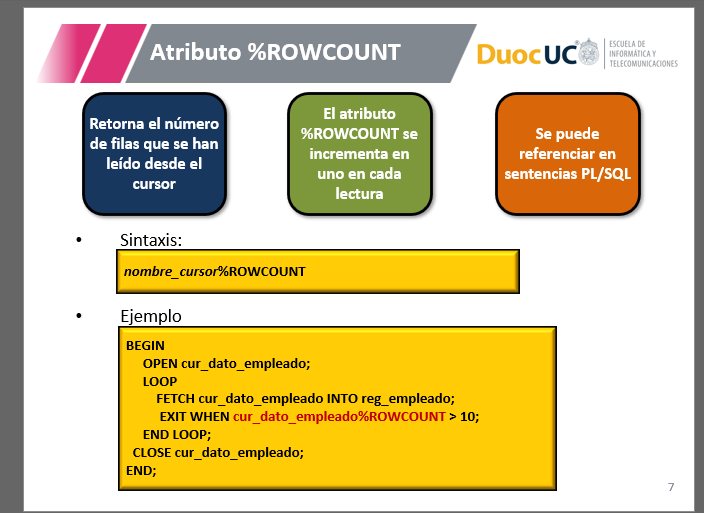 Atributo %ROWCOUNT
DuocUC
ESCUELA DE
INFORMÁTICA Y
TELECOMUNICACIONES
Retorna el número
de filas que se han
leído desde el
cursor
El atributo
%ROWCOUNT se
incrementa en
uno en cada
lectura
Se puede
referenciar en
sentencias PL/SQL
• Sintaxis:
nombre_cursor%ROWCOUNT
• Ejemplo
BEGIN
OPEN cur_dato_empleado;
LOOP
FETCH cur_dato_empleado INTO reg_empleado;
EXIT WHEN cur_dato_empleado%ROWCOUNT > 10;
END LOOP;
CLOSE cur_dato_empleado;
END;
7